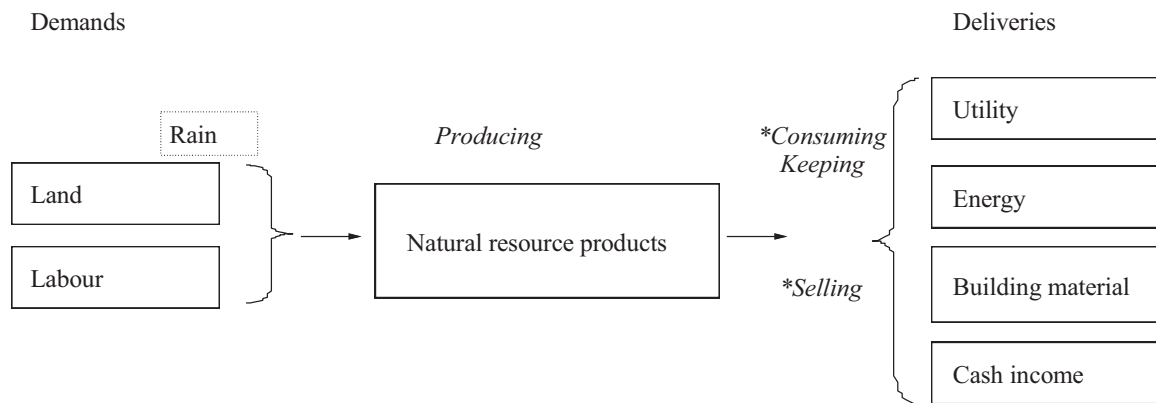 Demands
Deliveries
Rain
Producing
*Consuming
Keeping
Utility
Land
Energy
Natural resource products
Labour
*Selling
Building material
Cash income